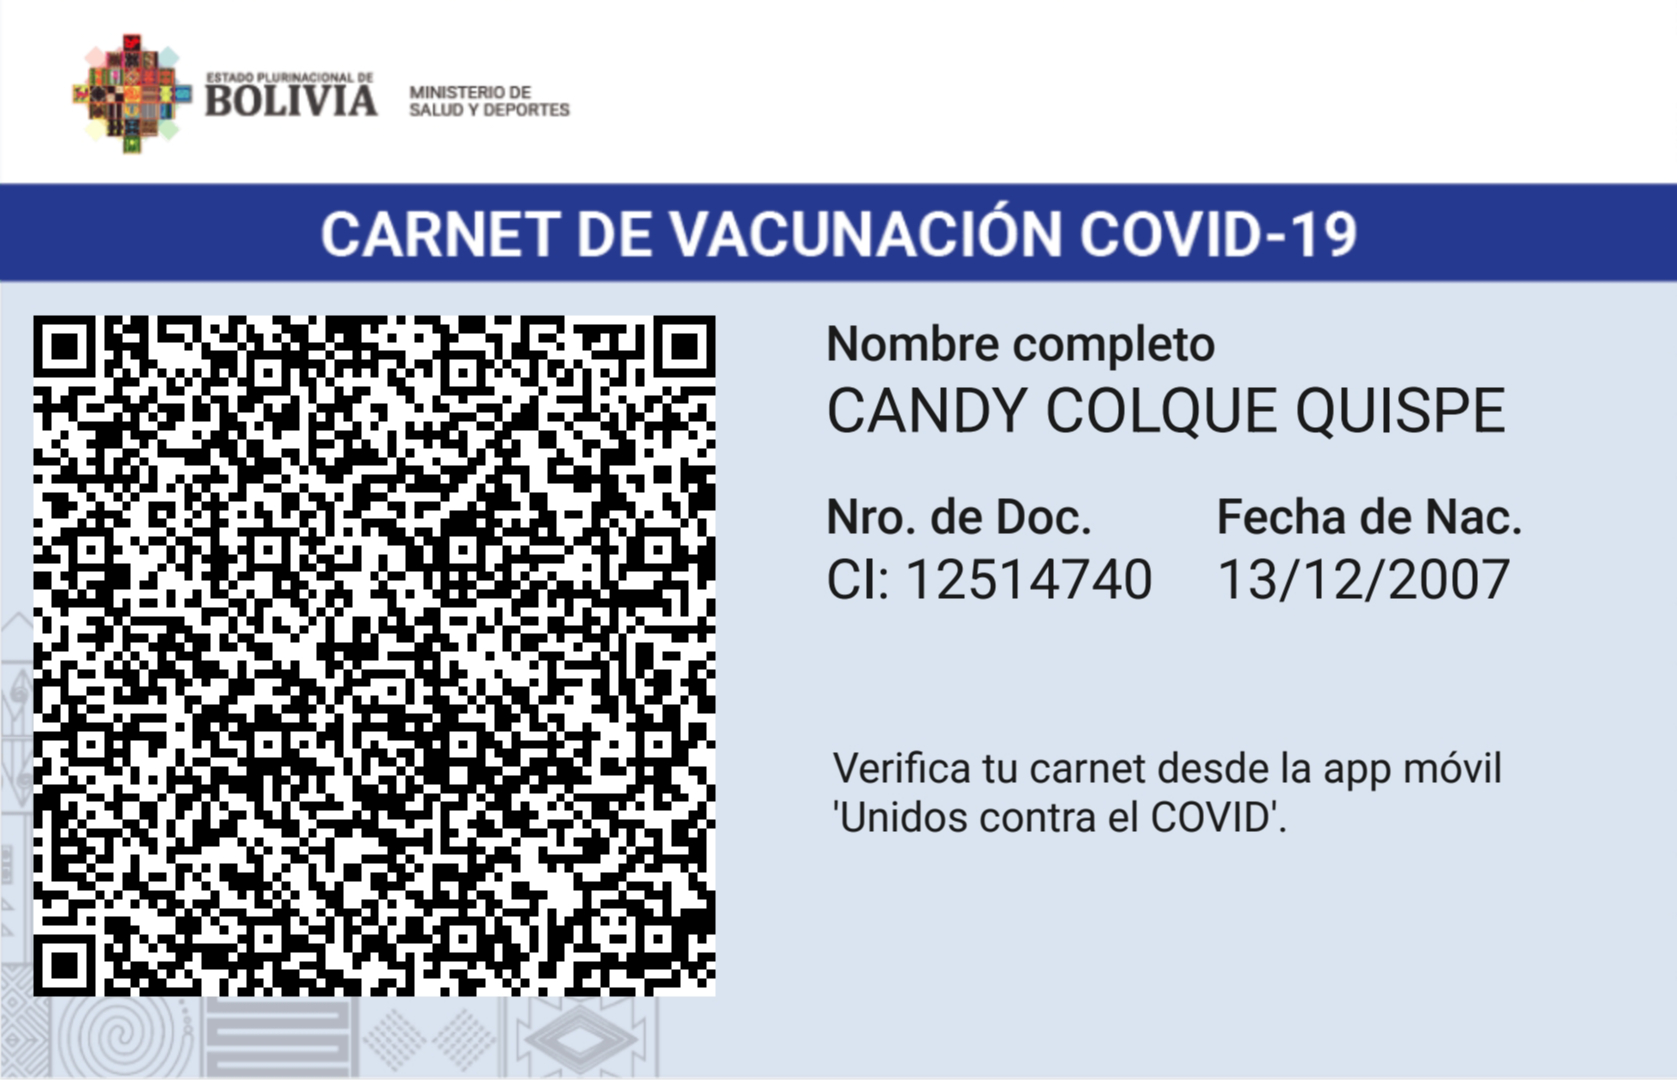 ESTADO PLURINACIONAL DE
BOLIVIA
MINISTERIO DE
SALUD Y DEPORTES
CARNET DE VACUNACIÓN COVID-19
Nombre completo
CANDY COLQUE QUISPE
Nro. de Doc. Fecha de Nac.
CI: 12514740 13/12/2007
Verifica tu carnet desde la app móvil
'Unidos contra el COVID'.